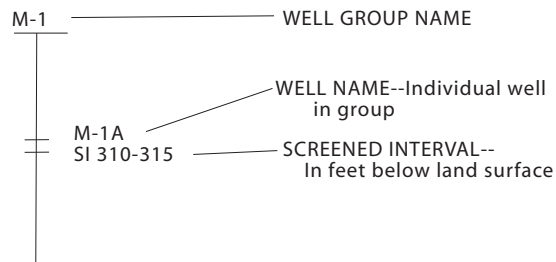 M-1
WELL GROUP NAME
WELL NAME--Individual well
in group
M-1A
SI 310-315
SCREENED INTERVAL--
In feet below land surface